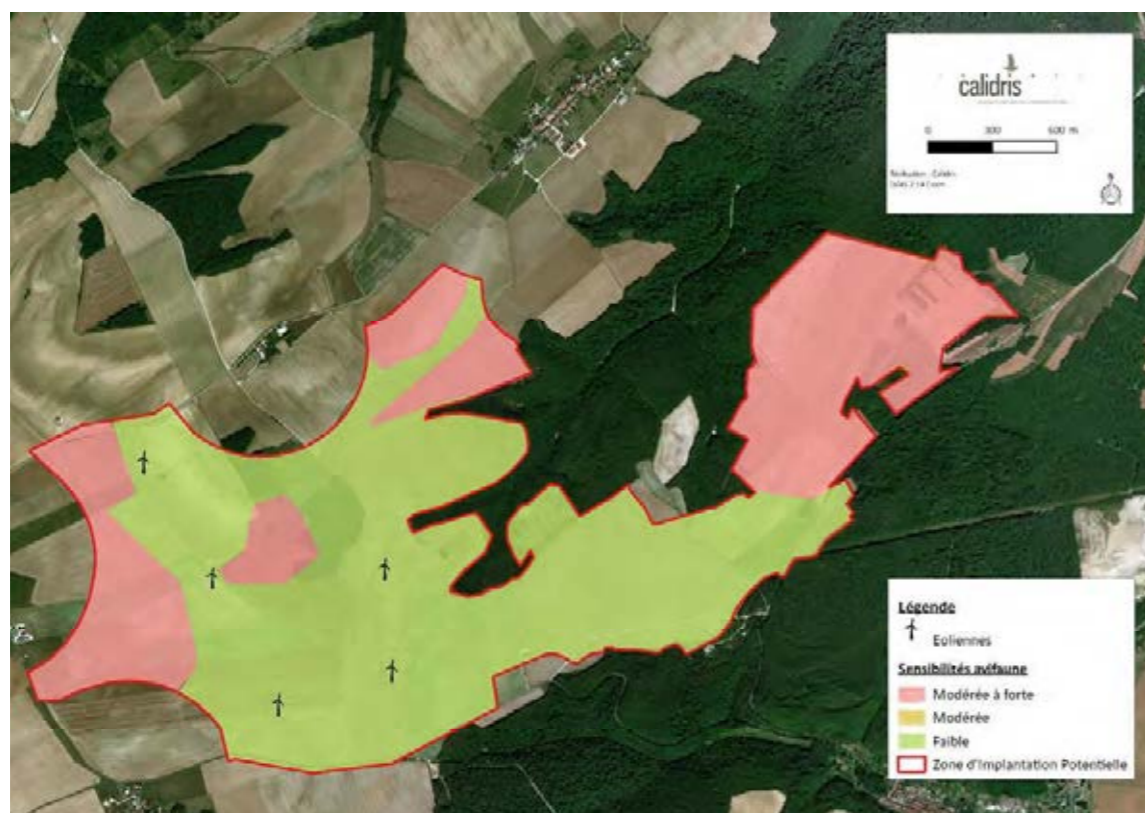 calidris
0 300 600 m
Légende
Eoliennes
Sensibilités avifaune
Modérée à forte
Modérée
Faible
Zone d'Implantation Potentielle